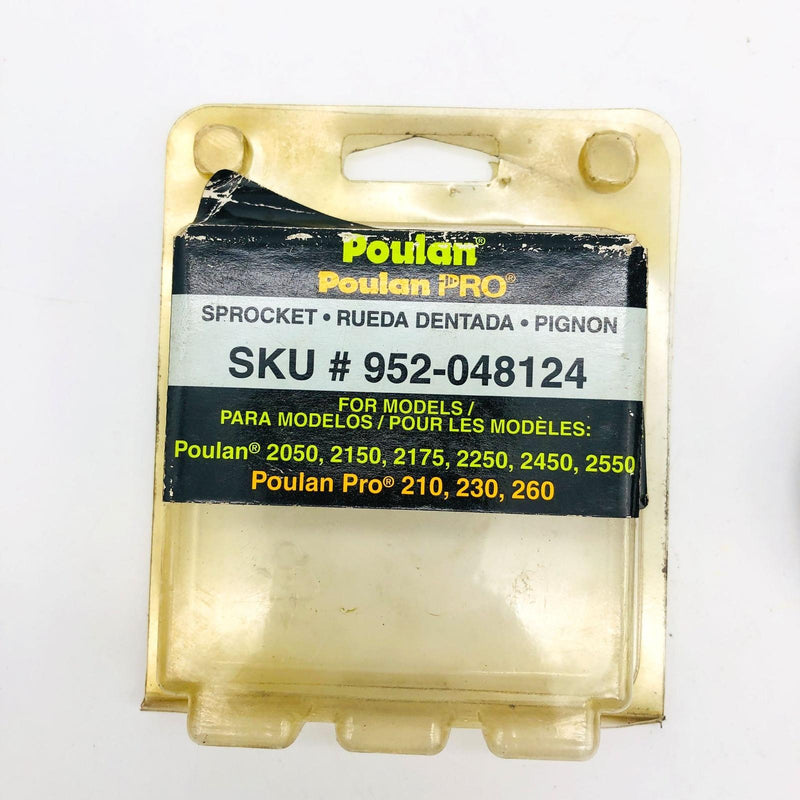 Poulan®
Poulan PRO®
SPROCKET • RUEDA DENTADA • PIGNON
SKU # 952-048124
FOR MODELS /
PARA MODELOS / POUR LES MODÈLES:
Poulan® 2050, 2150, 2175, 2250, 2450, 2550
Poulan Pro® 210, 230, 260